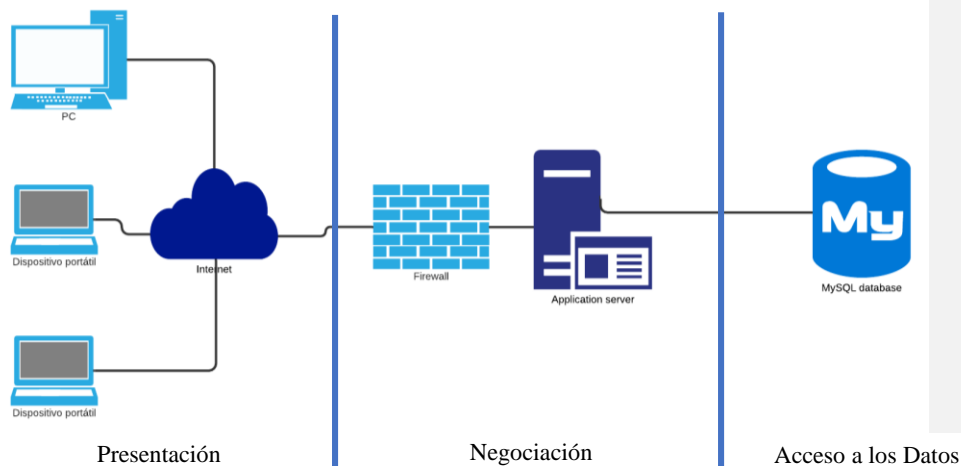 PC
Dispositivo portátil
Internet
Dispositivo portátil
Firewall
Application server
My
MySQL database
Presentación
Negociación
Acceso a los Datos